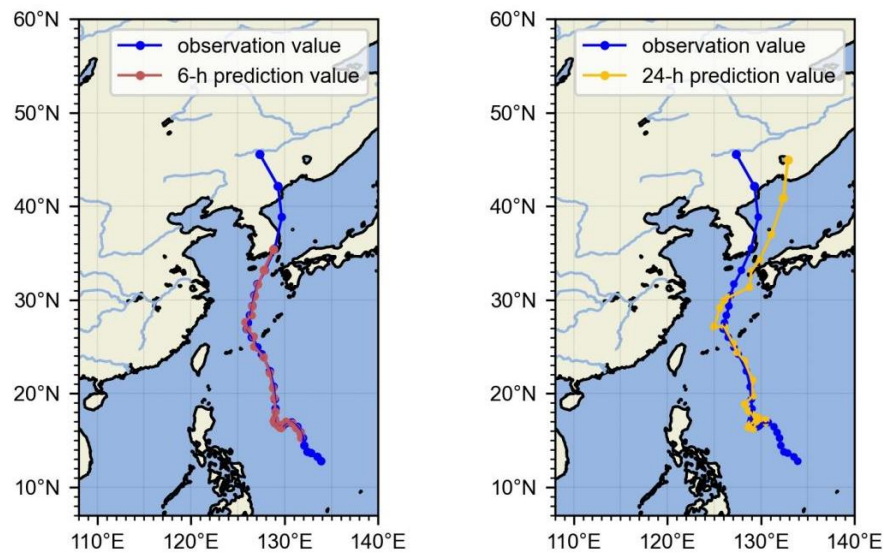 60°N
50°N
40°N
30°N
20°N
10°N
110°E 120°E 130°E 140°E
observation value
6-h prediction value
60°N
50°N
40°N
30°N
20°N
10°N
110°E 120°E 130°E 140°E
observation value
24-h prediction value